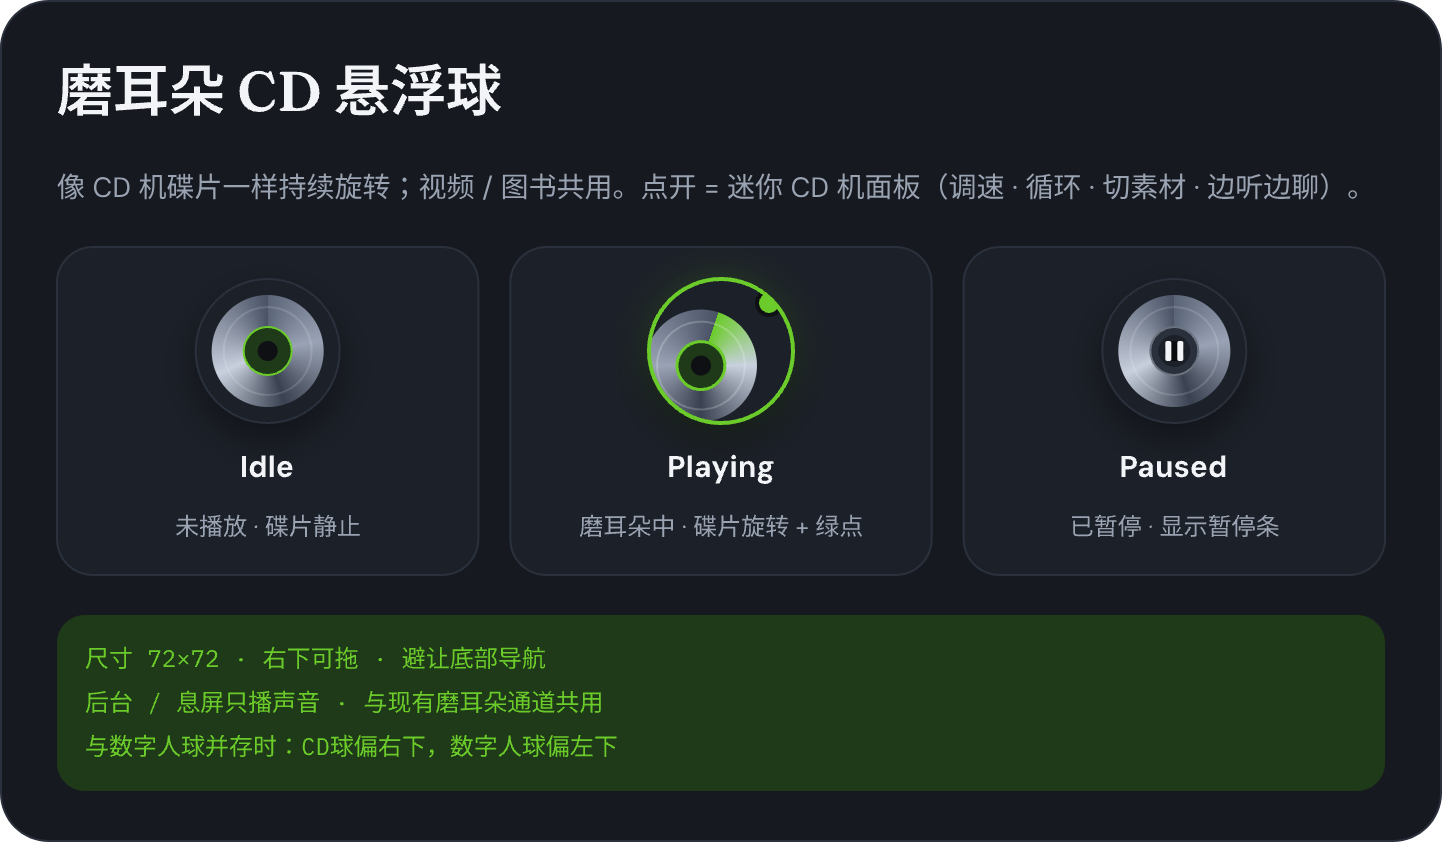 磨耳朵 CD 悬浮球
像 CD 机碟片一样持续旋转；视频 / 图书共用。点开 = 迷你 CD 机面板（调速 · 循环 · 切素材 · 边听边聊）。
Idle
未播放 · 碟片静止
Playing
磨耳朵中 · 碟片旋转 + 绿点
Paused
已暂停 · 显示暂停条
尺寸 72×72 · 右下可拖 · 避让底部导航
后台 / 息屏只播声音 · 与现有磨耳朵通道共用
与数字人球并存时：CD球偏右下，数字人球偏左下